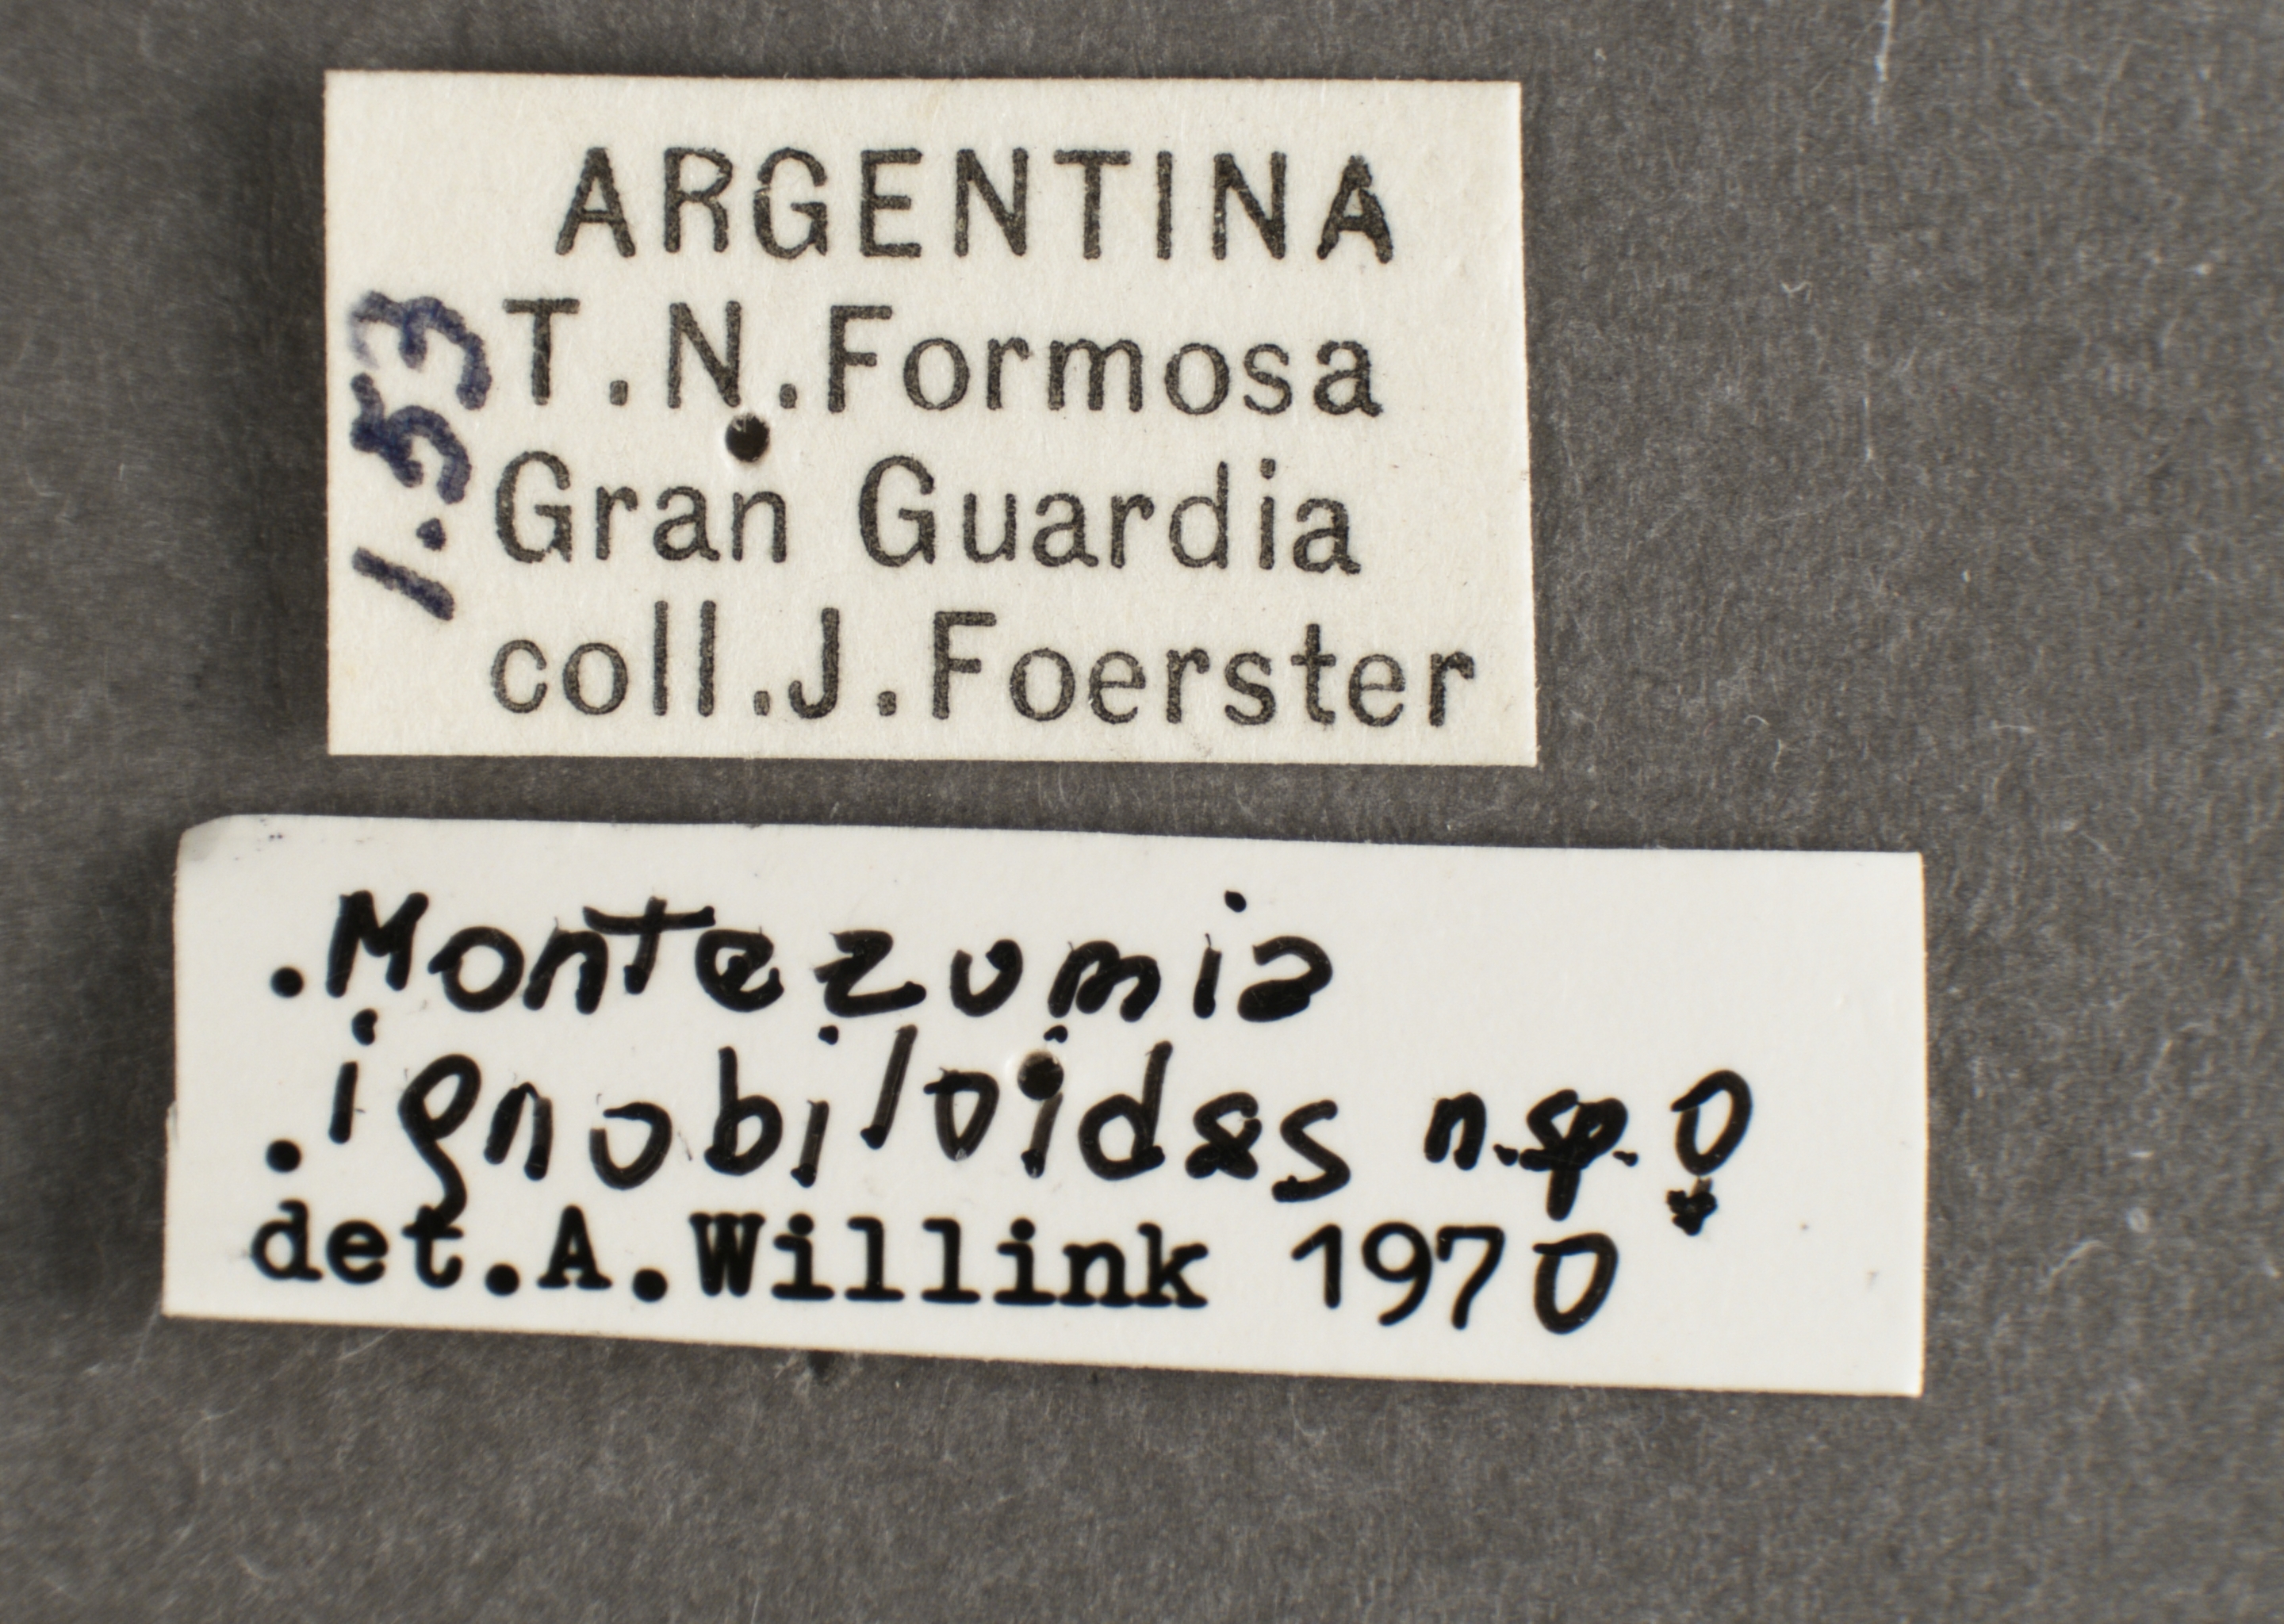 ARGENTINA
T.N.Formosa
Gran Guardia
coll.J.Foerster
1.53
.Montezumia
.ignobiloides n.sp.♀
det.A.Willink 1970